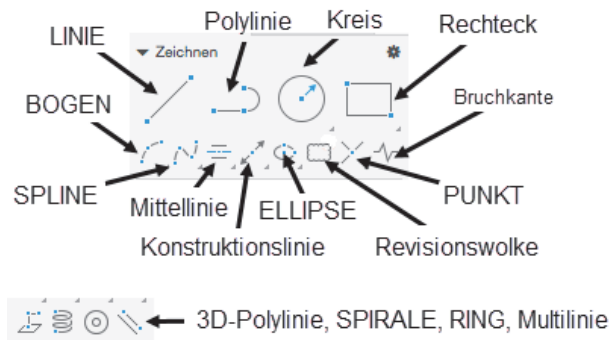 LINIE Polylinie Kreis Rechteck
Zeichnen
BOGEN Bruchkante
SPLINE Mittellinie ELLIPSE PUNKT
Konstruktionslinie Revisionswolke
3D-Polylinie, SPIRALE, RING, Multilinie